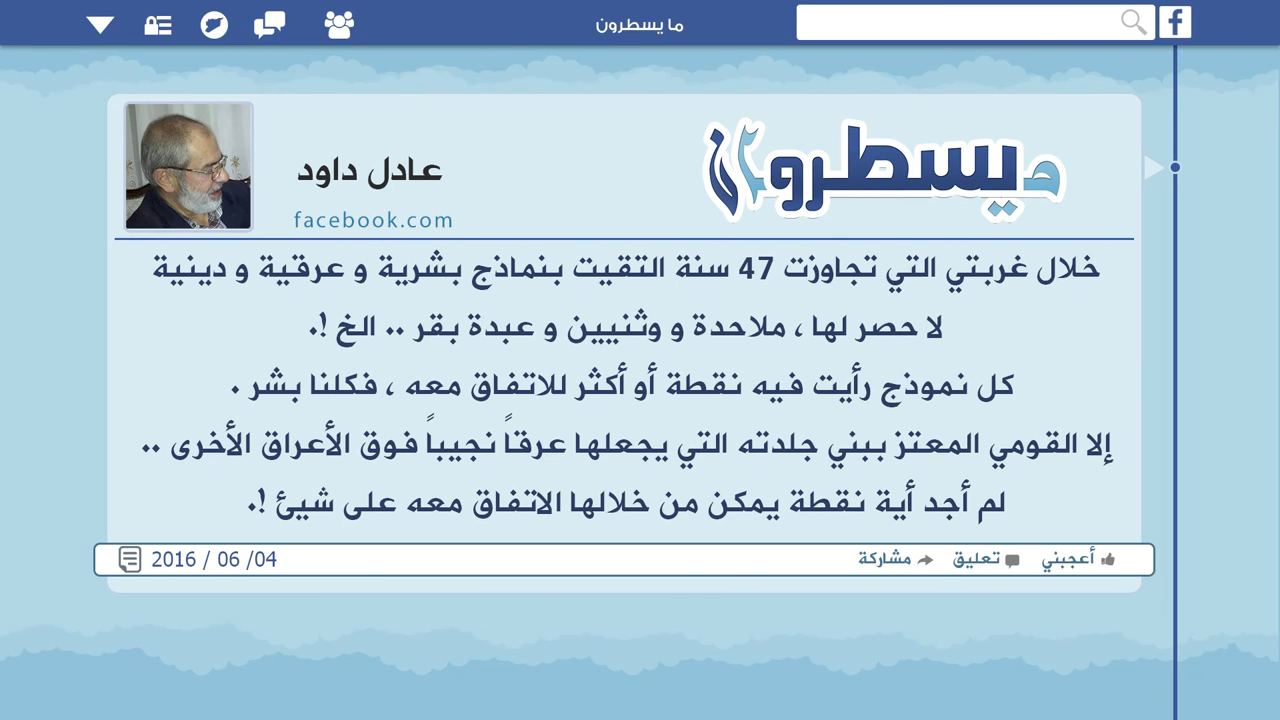 ما يسطرون
ما يسطرون
عادل داود
facebook.com
خلال غربتي التي تجاوزت 47 سنة التقيت بنماذج بشرية و عرقية و دينية
لا حصر لها ، ملاحدة و وثنيين و عبدة بقر .. الخ !.
كل نموذج رأيت فيه نقطة أو أكثر للاتفاق معه ، فكلنا بشر .
إلا القومي المعتز ببني جلدته التي يجعلها عرقاً نجيباً فوق الأعراق الأخرى ..
لم أجد أية نقطة يمكن من خلالها الاتفاق معه على شيئ !.
أعجبني تعليق مشاركة 2016 / 06 /04